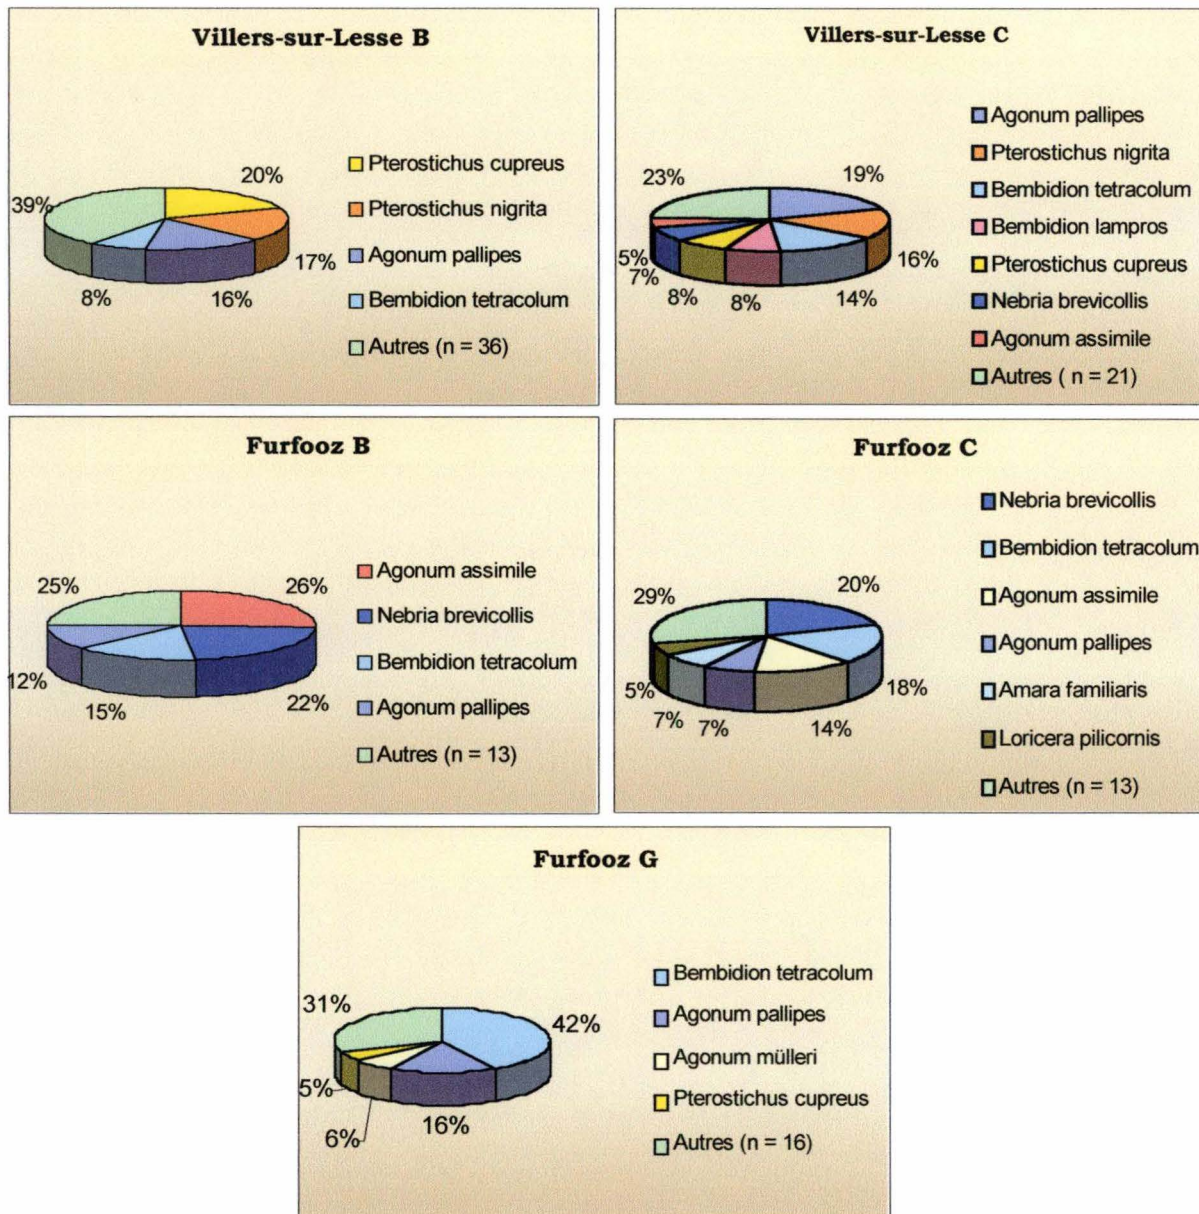 Villers-sur-Lesse B
39%
20%
17%
16%
8%
Pterostichus cupreus
Pterostichus nigrita
Agonum pallipes
Bembidion tetracolum
Autres (n = 36)
Villers-sur-Lesse C
23%
19%
16%
14%
8%
8%
7%
5%
Agonum pallipes
Pterostichus nigrita
Bembidion tetracolum
Bembidion lampros
Pterostichus cupreus
Nebria brevicollis
Agonum assimile
Autres ( n = 21)
Furfooz B
25%
26%
22%
15%
12%
Agonum assimile
Nebria brevicollis
Bembidion tetracolum
Agonum pallipes
Autres (n = 13)
Furfooz C
29%
20%
18%
14%
7%
7%
5%
Nebria brevicollis
Bembidion tetracolum
Agonum assimile
Agonum pallipes
Amara familiaris
Loricera pilicornis
Autres (n = 13)
Furfooz G
31%
42%
16%
6%
5%
Bembidion tetracolum
Agonum pallipes
Agonum mülleri
Pterostichus cupreus
Autres (n = 16)